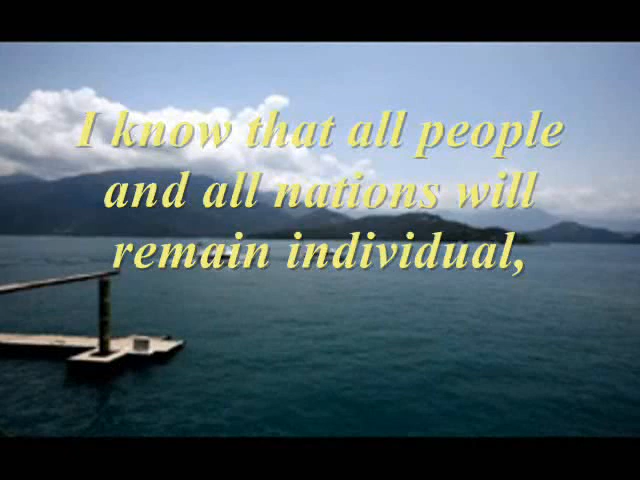 I know that all people
and all nations will
remain individual,